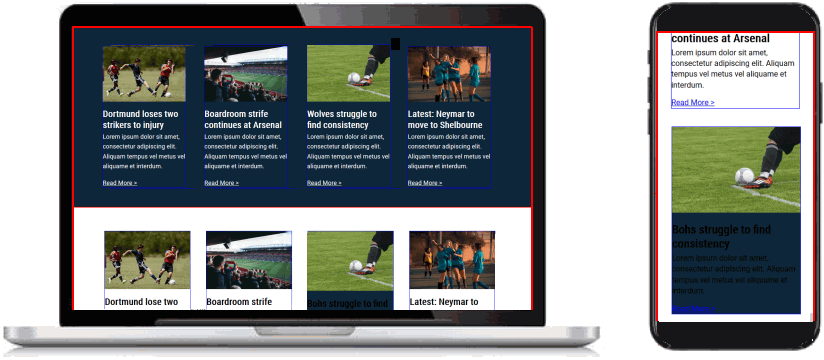 Dortmund loses two
strikers to injury
Lorem ipsum dolor sit amet,
consectetur adipiscing elit.
Aliquam tempus vel metus vel
aliquame et interdum.
Read More >
Boardroom strife
continues at Arsenal
Lorem ipsum dolor sit amet,
consectetur adipiscing elit.
Aliquam tempus vel metus vel
aliquame et interdum.
Read More >
Wolves struggle to
find consistency
Lorem ipsum dolor sit amet,
consectetur adipiscing elit.
Aliquam tempus vel metus vel
aliquame et interdum.
Read More >
Latest: Neymar to
move to Shelbourne
Lorem ipsum dolor sit amet,
consectetur adipiscing elit.
Aliquam tempus vel metus vel
aliquame et interdum.
Read More >
Dortmund lose two
Boardroom strife
Bohs struggle to find
Latest: Neymar to
continues at Arsenal
Lorem ipsum dolor sit amet,
consectetur adipiscing elit. Aliquam
tempus vel metus vel aliquame et
interdum.
Read More >
Bohs struggle to find
consistency
Lorem ipsum dolor all amet,
consectetur adipiscing elit. Aliquam
tempus vel metus vel aliquame et
interdum.
Read More >